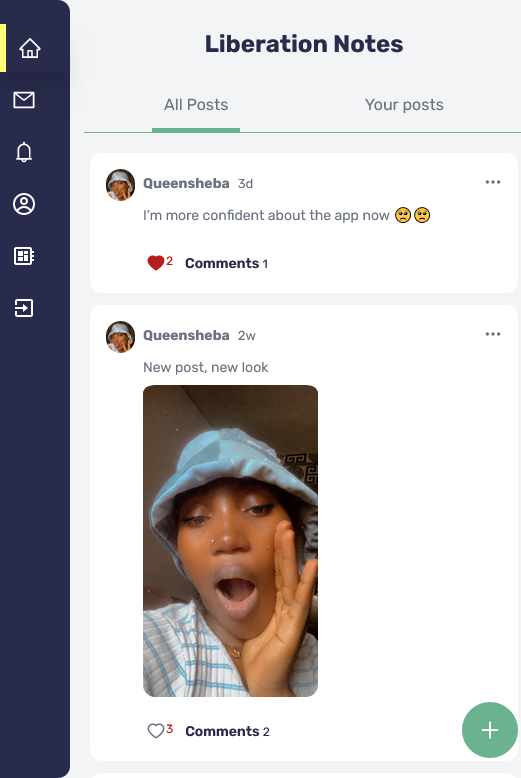 Liberation Notes
All Posts Your posts
Queensheba 3d
I'm more confident about the app now 🥺🥺
2 Comments 1
Queensheba 2w
New post, new look
3 Comments 2